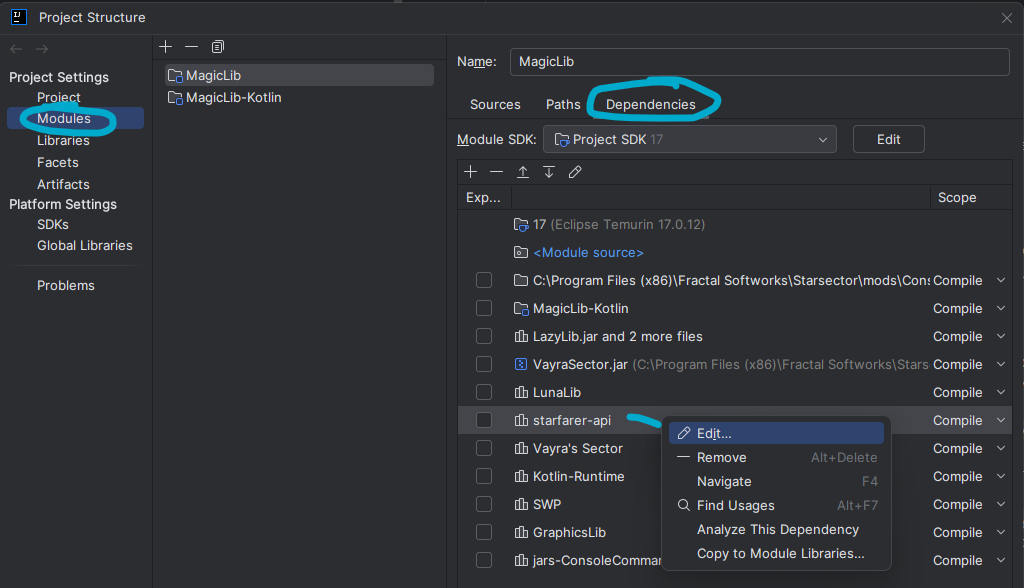 Project Structure
Project Settings
Project
Modules
Libraries
Facets
Artifacts
Platform Settings
SDKs
Global Libraries
Problems
MagicLib
MagicLib-Kotlin
Name: MagicLib
Sources Paths Dependencies
Module SDK: Project SDK 17 Edit
Exp... Scope
17 (Eclipse Temurin 17.0.12)
<Module source>
C:\Program Files (x86)\Fractal Softworks\Starsector\mods\Cons Compile
MagicLib-Kotlin Compile
LazyLib.jar and 2 more files Compile
VayraSector.jar (C:\Program Files (x86)\Fractal Softworks\Stars Compile
LunaLib Compile
starfarer-api Compile
Vayra's Sector Compile
Kotlin-Runtime Compile
SWP Compile
GraphicsLib Compile
jars-ConsoleComman Compile
Edit...
Remove Alt+Delete
Navigate F4
Find Usages Alt+F7
Analyze This Dependency
Copy to Module Libraries...